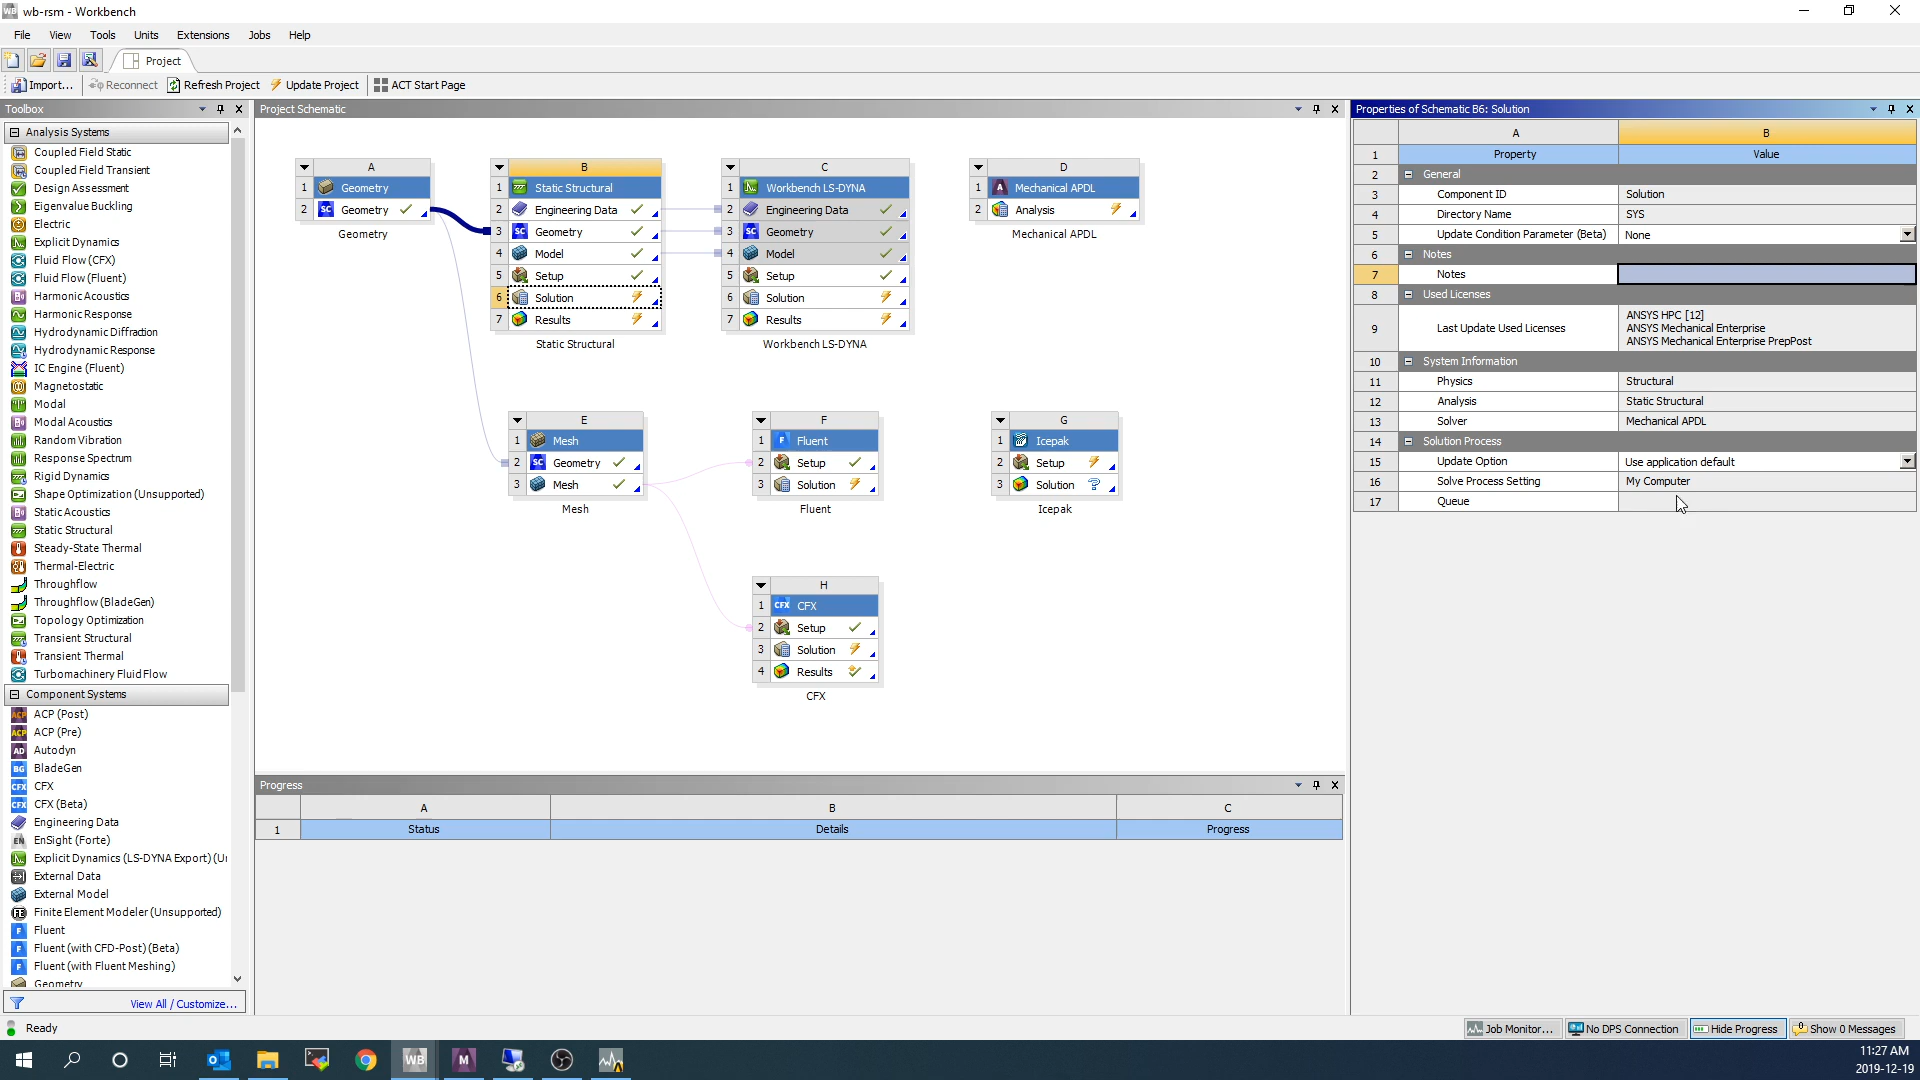 wb-rsm - Workbench
File View Tools Units Extensions Jobs Help
Project
Import... Reconnect Refresh Project Update Project ACT Start Page
Toolbox
Analysis Systems
Coupled Field Static
Coupled Field Transient
Design Assessment
Eigenvalue Buckling
Electric
Explicit Dynamics
Fluid Flow (CFX)
Fluid Flow (Fluent)
Harmonic Acoustics
Harmonic Response
Hydrodynamic Diffraction
Hydrodynamic Response
IC Engine (Fluent)
Magnetostatic
Modal
Modal Acoustics
Random Vibration
Response Spectrum
Rigid Dynamics
Shape Optimization (Unsupported)
Static Acoustics
Static Structural
Steady-State Thermal
Thermal-Electric
Throughflow
Throughflow (BladeGen)
Topology Optimization
Transient Structural
Transient Thermal
Turbomachinery Fluid Flow
Component Systems
ACP (Post)
ACP (Pre)
Autodyn
BladeGen
CFX
CFX (Beta)
Engineering Data
EnSight (Forte)
Explicit Dynamics (LS-DYNA Export) (Ui
External Data
External Model
Finite Element Modeler (Unsupported)
Fluent
Fluent (with CFD-Post) (Beta)
Fluent (with Fluent Meshing)
Geometry
View All / Customize...
Project Schematic
A
1 Geometry
2 SC Geometry
Geometry
B
1 Static Structural
2 Engineering Data
3 SC Geometry
4 Model
5 Setup
6 Solution
7 Results
Static Structural
C
1 Workbench LS-DYNA
2 Engineering Data
3 SC Geometry
4 Model
5 Setup
6 Solution
7 Results
Workbench LS-DYNA
D
1 Mechanical APDL
2 Analysis
Mechanical APDL
E
1 Mesh
2 SC Geometry
3 Mesh
Mesh
F
1 Fluent
2 Setup
3 Solution
Fluent
G
1 Icepak
2 Setup
3 Solution
Icepak
H
1 CFX CFX
2 Setup
3 Solution
4 Results
CFX
Progress
A B C
1 Status Details Progress
Properties of Schematic B6: Solution
A B
1 Property Value
2 General
3 Component ID Solution
4 Directory Name SYS
5 Update Condition Parameter (Beta) None
6 Notes
7 Notes
8 Used Licenses
9 Last Update Used Licenses
ANSYS HPC [12]
ANSYS Mechanical Enterprise
ANSYS Mechanical Enterprise PrepPost
10 System Information
11 Physics Structural
12 Analysis Static Structural
13 Solver Mechanical APDL
14 Solution Process
15 Update Option Use application default
16 Solve Process Setting My Computer
17 Queue
Ready
Job Monitor... No DPS Connection Hide Progress Show 0 Messages
WB M
11:27 AM
2019-12-19